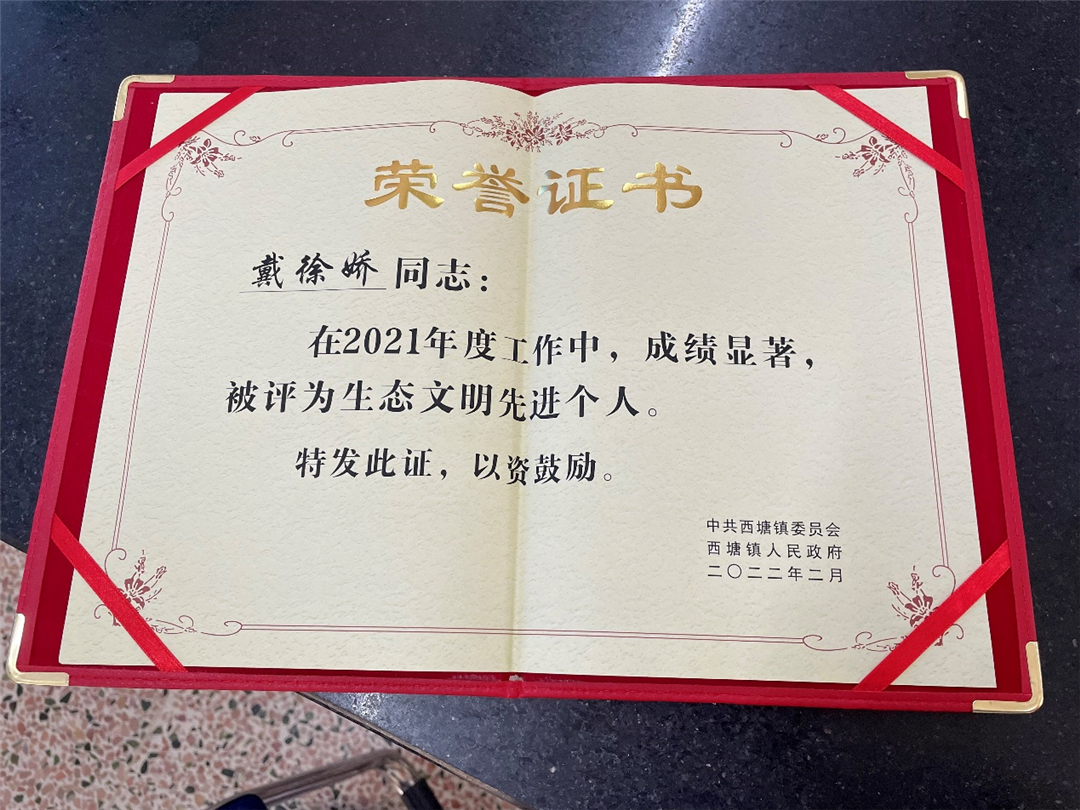 荣誉证书
戴徐娇同志：
在2021年度工作中，成绩显著，
被评为生态文明先进个人。
特发此证，以资鼓励。
中共西塘镇委员会
西塘镇人民政府
二〇二二年二月